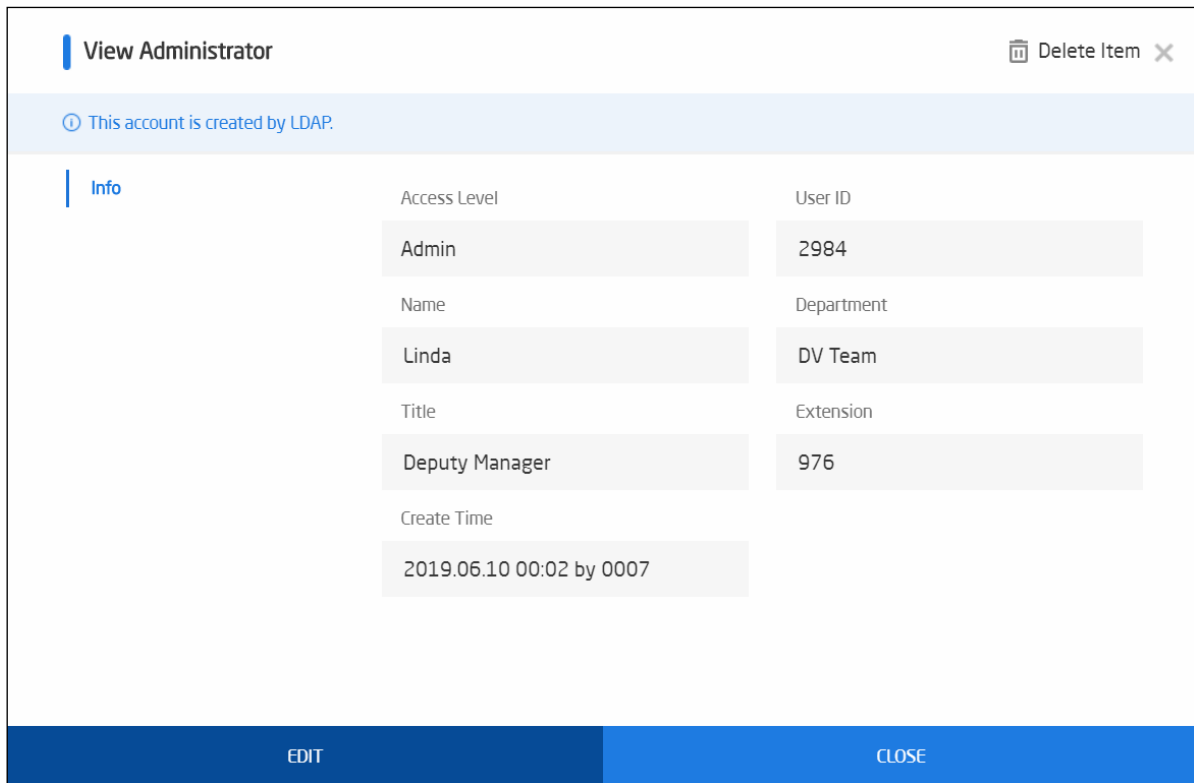 View Administrator
Delete Item
This account is created by LDAP.
Info
Access Level
User ID
Admin
2984
Name
Department
Linda
DV Team
Title
Extension
Deputy Manager
976
Create Time
2019.06.10 00:02 by 0007
EDIT
CLOSE